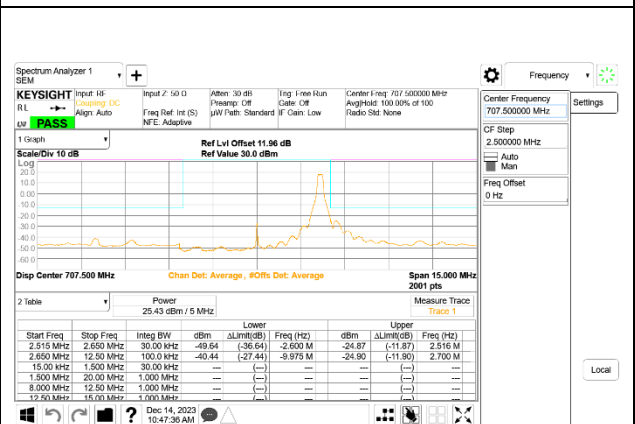 Spectrum Analyzer 1
SEM
Frequency
KEYSIGHT Input: RF Input Z: 50 Ω Atten: 30 dB Trig: Free Run Center Freq: 707.500000 MHz
RL Coupling: DC Preamp: Off Gate: Off Avg|Hold: 100.00% of 100
Align: Auto Freq Ref: Int (S) µW Path: Standard IF Gain: Low Radio Std: None
PASS NFE: Adaptive
Center Frequency
707.500000 MHz
Settings
CF Step
2.500000 MHz
Auto
Man
Freq Offset
0 Hz
1 Graph
Ref Lvl Offset 11.96 dB
Scale/Div 10 dB Ref Value 30.0 dBm
Log
20.0
10.0
0.00
-10.0
-20.0
-30.0
-40.0
-50.0
-60.0
Disp Center 707.500 MHz Chan Det: Average, #Offs Det: Average Span 15.000 MHz
2001 pts
2 Table Power Measure Trace
25.43 dBm / 5 MHz Trace 1
Lower Upper
Start Freq Stop Freq Integ BW dBm ΔLimit(dB) Freq (Hz) dBm ΔLimit(dB) Freq (Hz)
2.515 MHz 2.650 MHz 30.00 kHz -49.64 (-36.64) -2.600 M -24.87 (-11.87) 2.516 M
2.650 MHz 12.50 MHz 100.0 kHz -40.44 (-27.44) -9.975 M -24.90 (-11.90) 2.700 M
15.00 kHz 1.500 MHz 30.00 kHz --- (---) --- --- (---) ---
1.500 MHz 20.00 MHz 1.000 MHz --- (---) --- --- (---) ---
8.000 MHz 12.50 MHz 1.000 MHz --- (---) --- --- (---) ---
12.50 MHz 15.00 MHz 1.000 MHz --- (---) --- --- (---) ---
Local
? Dec 14, 2023
10:47:36 AM